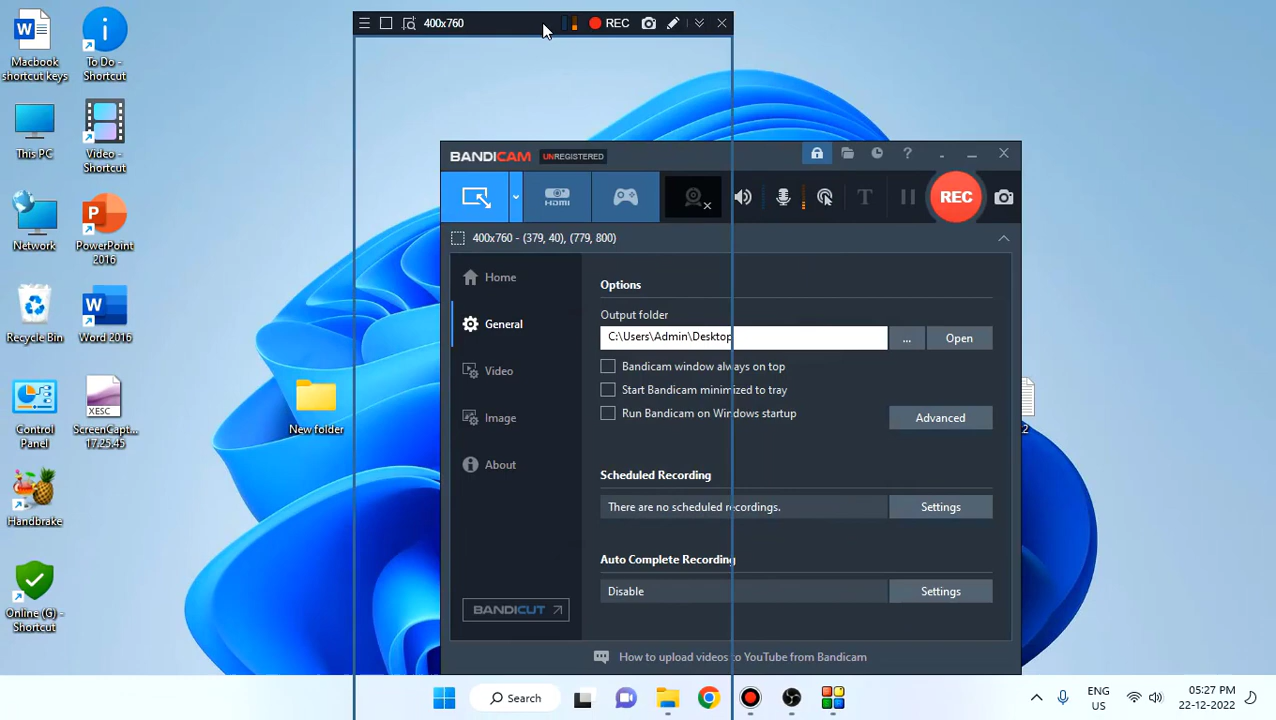 400x760
REC
Macbook
shortcut keys
To Do -
Shortcut
This PC
Video -
Shortcut
Network
PowerPoint
2016
Recycle Bin
Word 2016
Control
Panel
XESC
ScreenCapt...
17.25.45
Handbrake
Online (G) -
Shortcut
New folder
BANDICAM
UNREGISTERED
HDMI
REC
400x760 - (379, 40), (779, 800)
Home
General
Video
Image
About
BANDICUT
Options
Output folder
C:\Users\Admin\Desktop
...
Open
Bandicam window always on top
Start Bandicam minimized to tray
Run Bandicam on Windows startup
Advanced
Scheduled Recording
There are no scheduled recordings.
Settings
Auto Complete Recording
Disable
Settings
How to upload videos to YouTube from Bandicam
2
Search
ENG
US
05:27 PM
22-12-2022